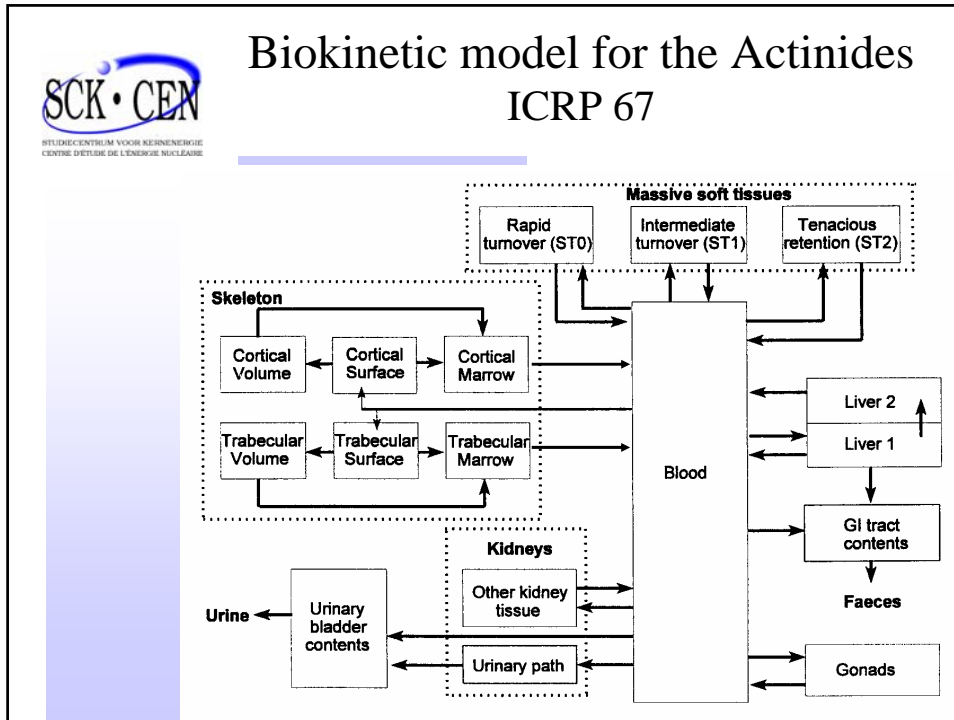 Biokinetic model for the Actinides
ICRP 67
SCK • CEN
STUDIECENTRUM VOOR KERNENERGIE
CENTRE D'ÉTUDE DE L'ÉNERGIE NUCLÉAIRE
Massive soft tissues
Rapid
turnover (ST0)
Intermediate
turnover (ST1)
Tenacious
retention (ST2)
Skeleton
Cortical
Volume
Cortical
Surface
Cortical
Marrow
Trabecular
Volume
Trabecular
Surface
Trabecular
Marrow
Blood
Liver 2
Liver 1
GI tract
contents
Faeces
Kidneys
Other kidney
tissue
Urinary path
Urine
Urinary
bladder
contents
Gonads